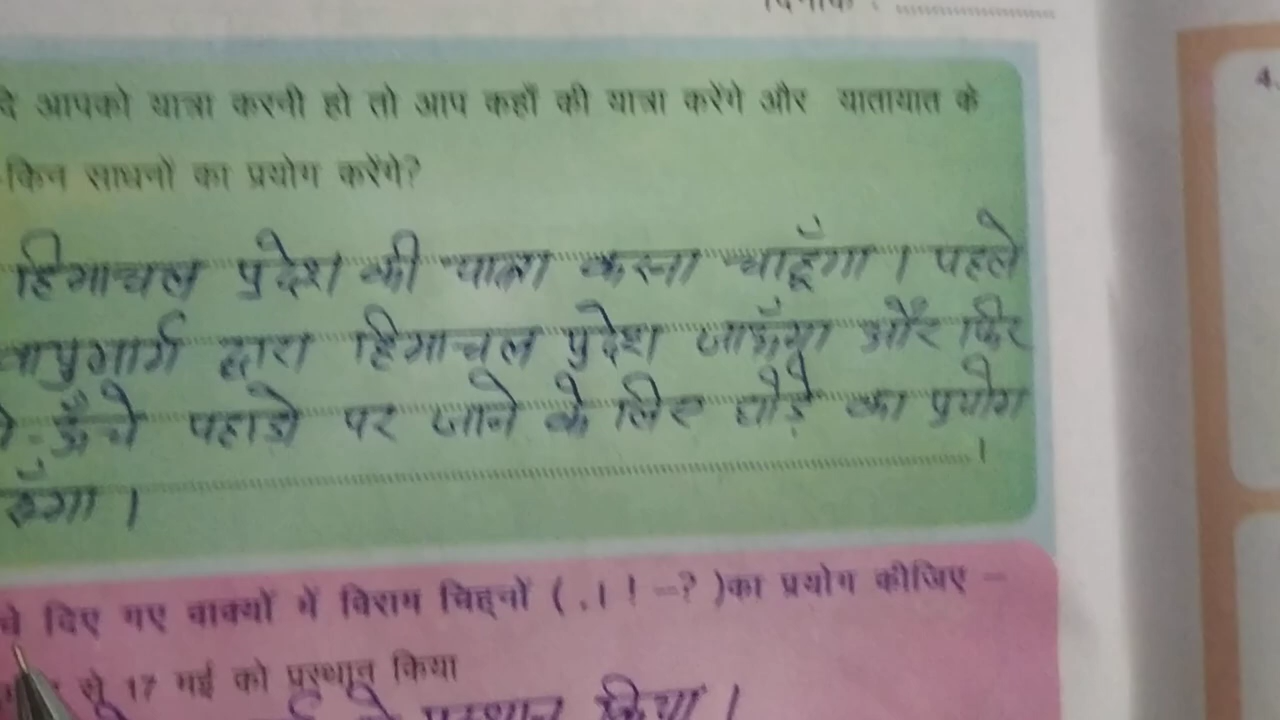 दिनांक :
4.
दे आपको यात्रा करनी हो तो आप कहाँ की यात्रा करेंगे और यातायात के
-किन साधनों का प्रयोग करेंगे?
हिमाचल प्रदेश की यात्रा करना चाहूँगा । पहले
वायुमार्ग द्वारा हिमाचल प्रदेश जाऊँगा और फिर
ऊँचे पहाड़ो पर जाने के लिए घोड़े का प्रयोग
रूँगा ।
चे दिए गए वाक्यों में विराम चिह्नों ( , । ! -–? )का प्रयोग कीजिए –
से 17 मई को प्रस्थान किया
प्रस्थान किया ।